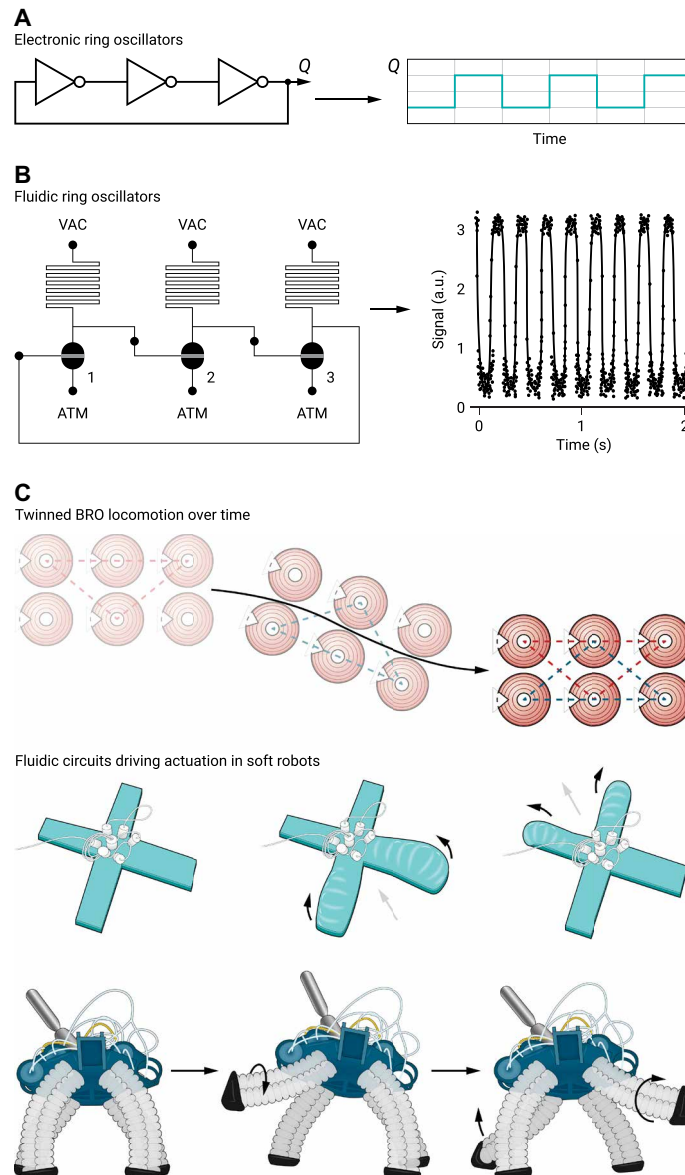 A
Electronic ring oscillators
Q
Q
Time
B
Fluidic ring oscillators
VAC VAC VAC
1 2 3
ATM ATM ATM
Signal (a.u.)
3
2
1
0
0 1 2
Time (s)
C
Twinned BRO locomotion over time
Fluidic circuits driving actuation in soft robots